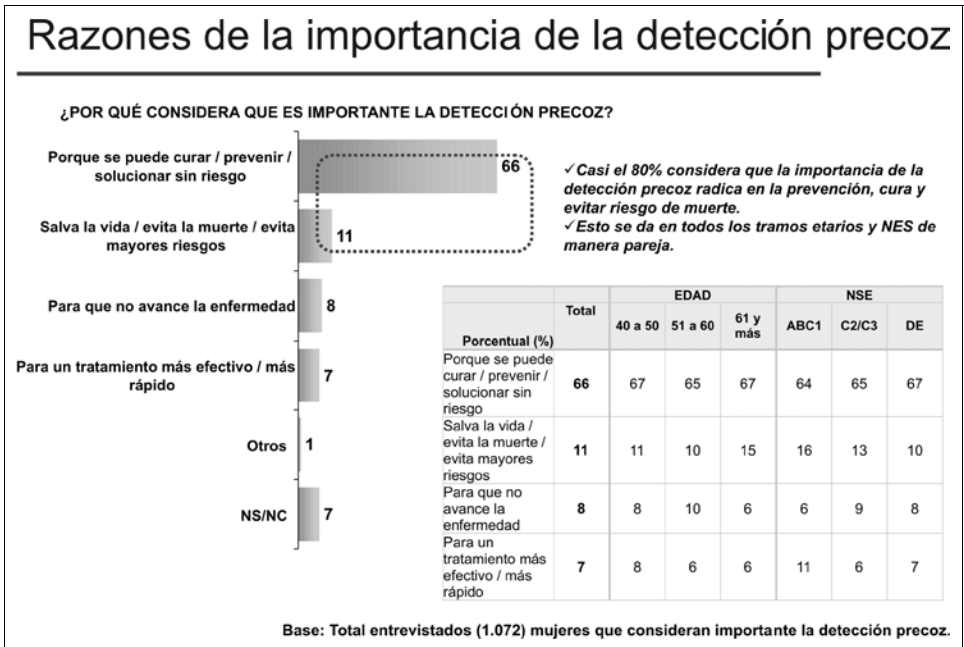 Razones de la importancia de la detección precoz
¿POR QUÉ CONSIDERA QUE ES IMPORTANTE LA DETECCIÓN PRECOZ?
Porque se puede curar / prevenir /
solucionar sin riesgo
66
Salva la vida / evita la muerte / evita
mayores riesgos
11
Para que no avance la enfermedad
8
Para un tratamiento más efectivo / más
rápido
7
Otros
1
NS/NC
7
✓Casi el 80% considera que la importancia de la
detección precoz radica en la prevención, cura y
evitar riesgo de muerte.
✓Esto se da en todos los tramos etarios y NES de
manera pareja.
Porcentual (%) Total EDAD NSE
40 a 50 51 a 60 61 y más ABC1 C2/C3 DE
Porque se puede
curar / prevenir /
solucionar sin
riesgo
66 67 65 67 64 65 67
Salva la vida /
evita la muerte /
evita mayores
riesgos
11 11 10 15 16 13 10
Para que no
avance la
enfermedad
8 8 10 6 6 9 8
Para un
tratamiento más
efectivo / más
rápido
7 8 6 6 11 6 7
Base: Total entrevistados (1.072) mujeres que consideran importante la detección precoz.